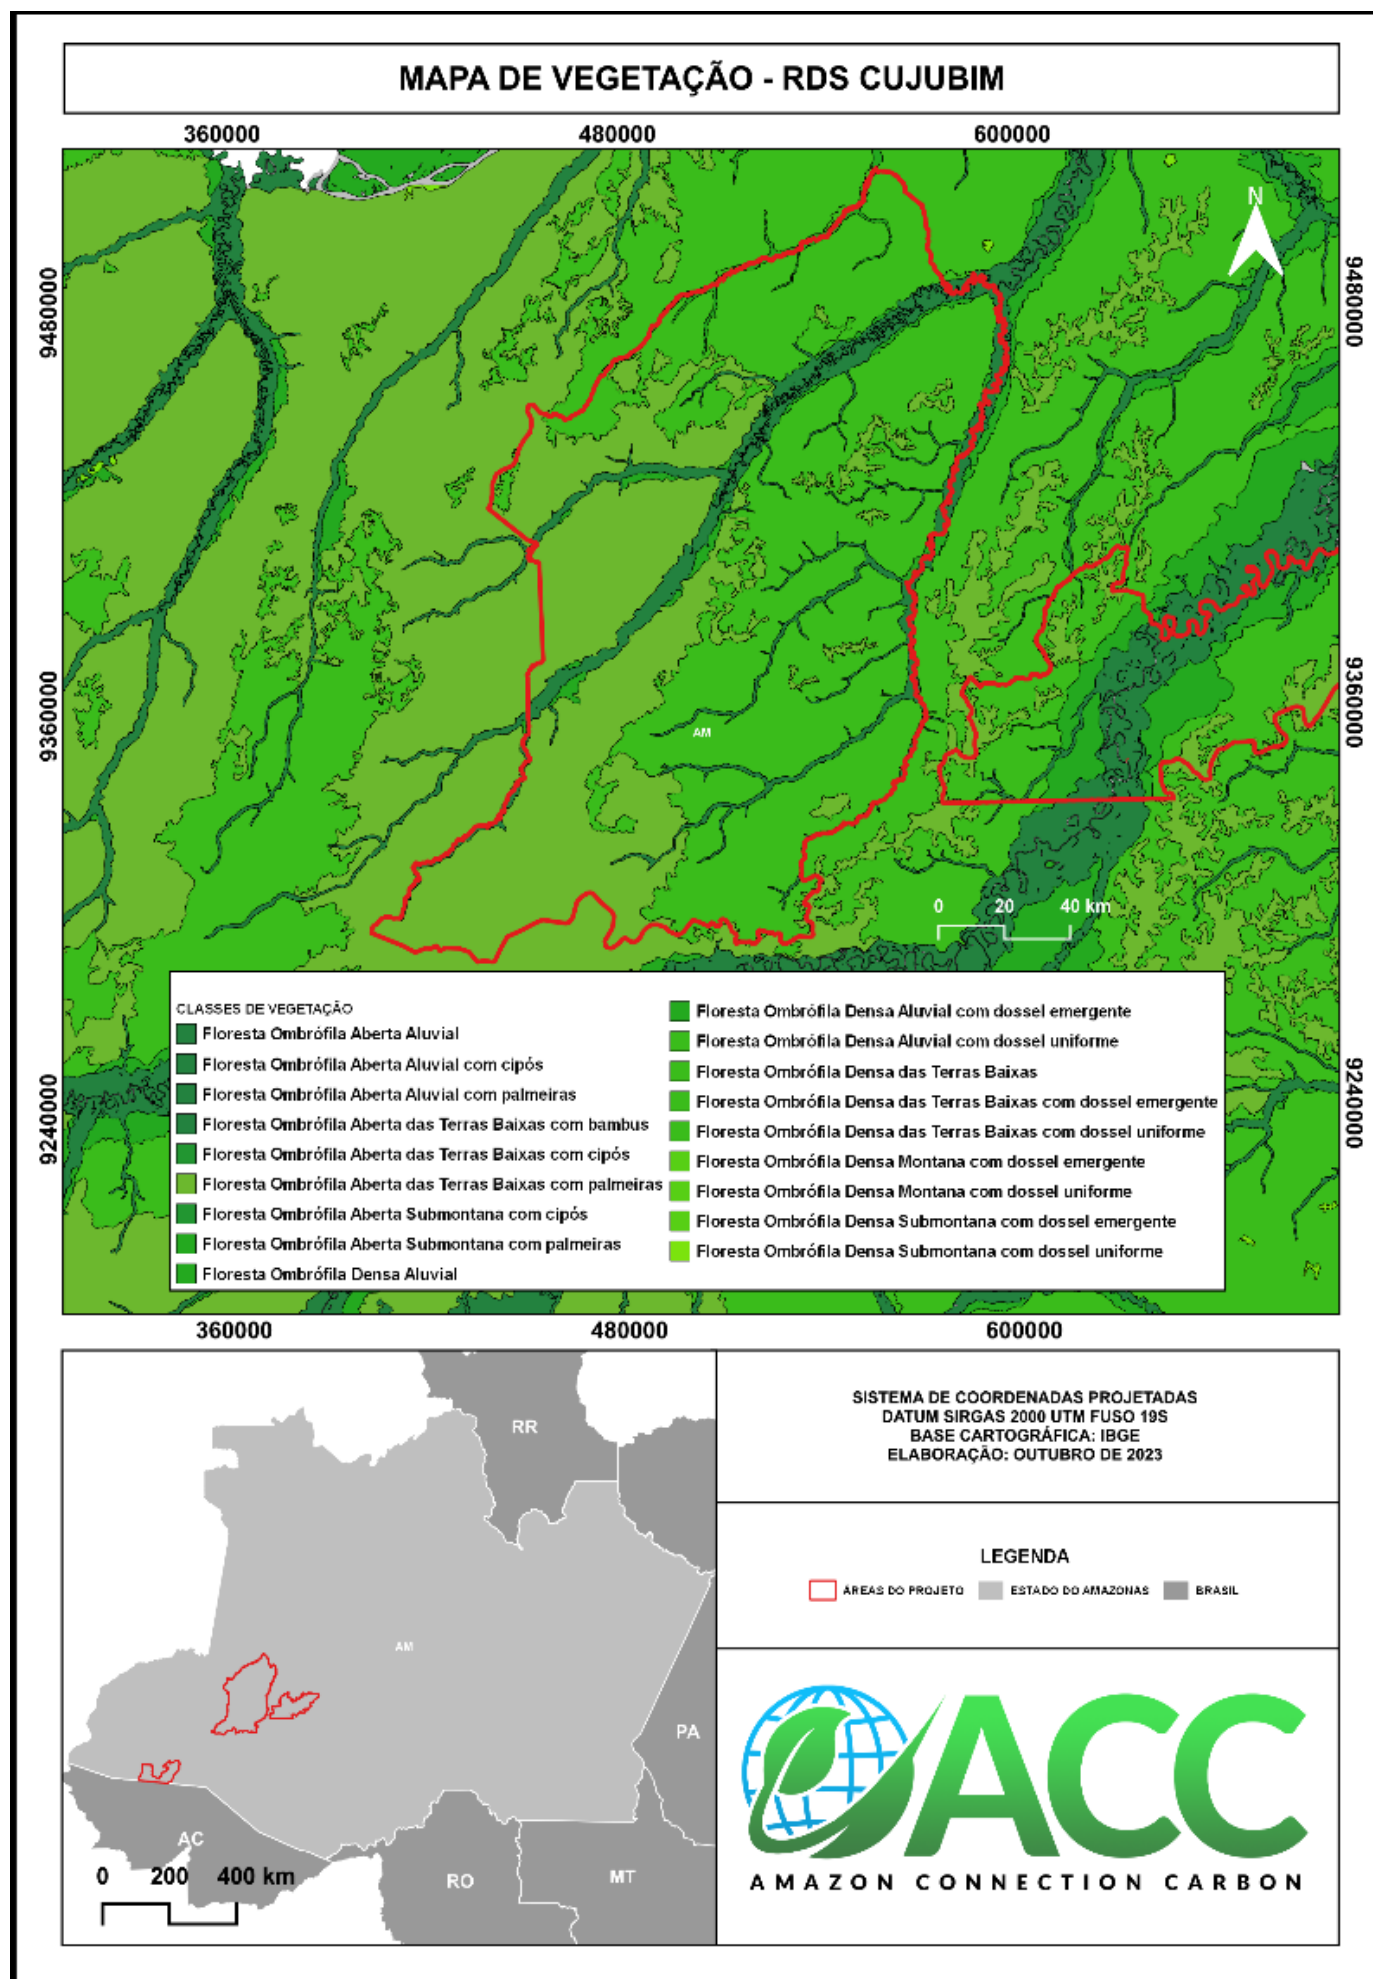 MAPA DE VEGETAÇÃO - RDS CUJUBIM
360000
480000
600000
N
9480000
9480000
9360000
9360000
AM
0 20 40 km
9240000
9240000
CLASSES DE VEGETAÇÃO
Floresta Ombrófila Aberta Aluvial
Floresta Ombrófila Aberta Aluvial com cipós
Floresta Ombrófila Aberta Aluvial com palmeiras
Floresta Ombrófila Aberta das Terras Baixas com bambus
Floresta Ombrófila Aberta das Terras Baixas com cipós
Floresta Ombrófila Aberta das Terras Baixas com palmeiras
Floresta Ombrófila Aberta Submontana com cipós
Floresta Ombrófila Aberta Submontana com palmeiras
Floresta Ombrófila Densa Aluvial
Floresta Ombrófila Densa Aluvial com dossel emergente
Floresta Ombrófila Densa Aluvial com dossel uniforme
Floresta Ombrófila Densa das Terras Baixas
Floresta Ombrófila Densa das Terras Baixas com dossel emergente
Floresta Ombrófila Densa das Terras Baixas com dossel uniforme
Floresta Ombrófila Densa Montana com dossel emergente
Floresta Ombrófila Densa Montana com dossel uniforme
Floresta Ombrófila Densa Submontana com dossel emergente
Floresta Ombrófila Densa Submontana com dossel uniforme
360000
480000
600000
RR
AM
PA
AC
RO
MT
0 200 400 km
SISTEMA DE COORDENADAS PROJETADAS
DATUM SIRGAS 2000 UTM FUSO 19S
BASE CARTOGRÁFICA: IBGE
ELABORAÇÃO: OUTUBRO DE 2023
LEGENDA
ÁREAS DO PROJETO
ESTADO DO AMAZONAS
BRASIL
ACC
AMAZON CONNECTION CARBON